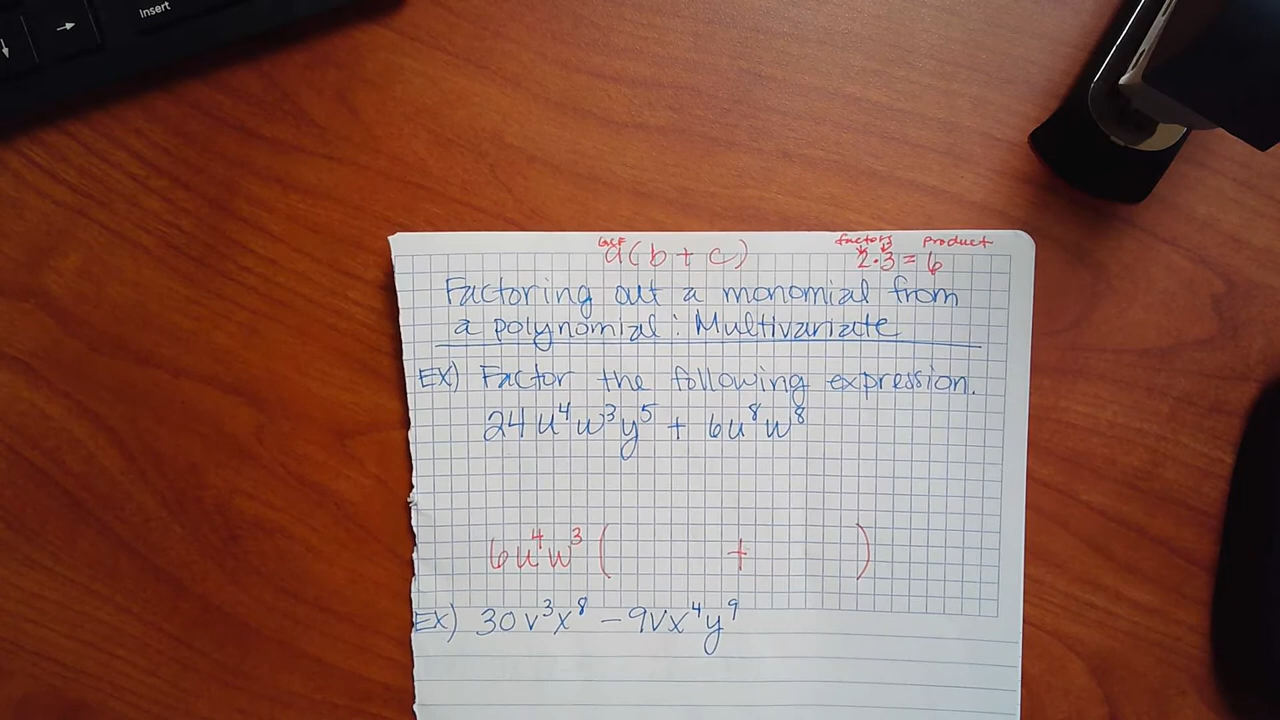 Insert
GCF
a(b + c)
factors product
2·3 = 6
Factoring out a monomial from
a polynomial: Multivariate
EX) Factor the following expression.
24u⁴w³y⁵ + 6u⁸w⁸
6u⁴w³( + )
EX) 30v³x⁸ - 9vx⁴y⁹